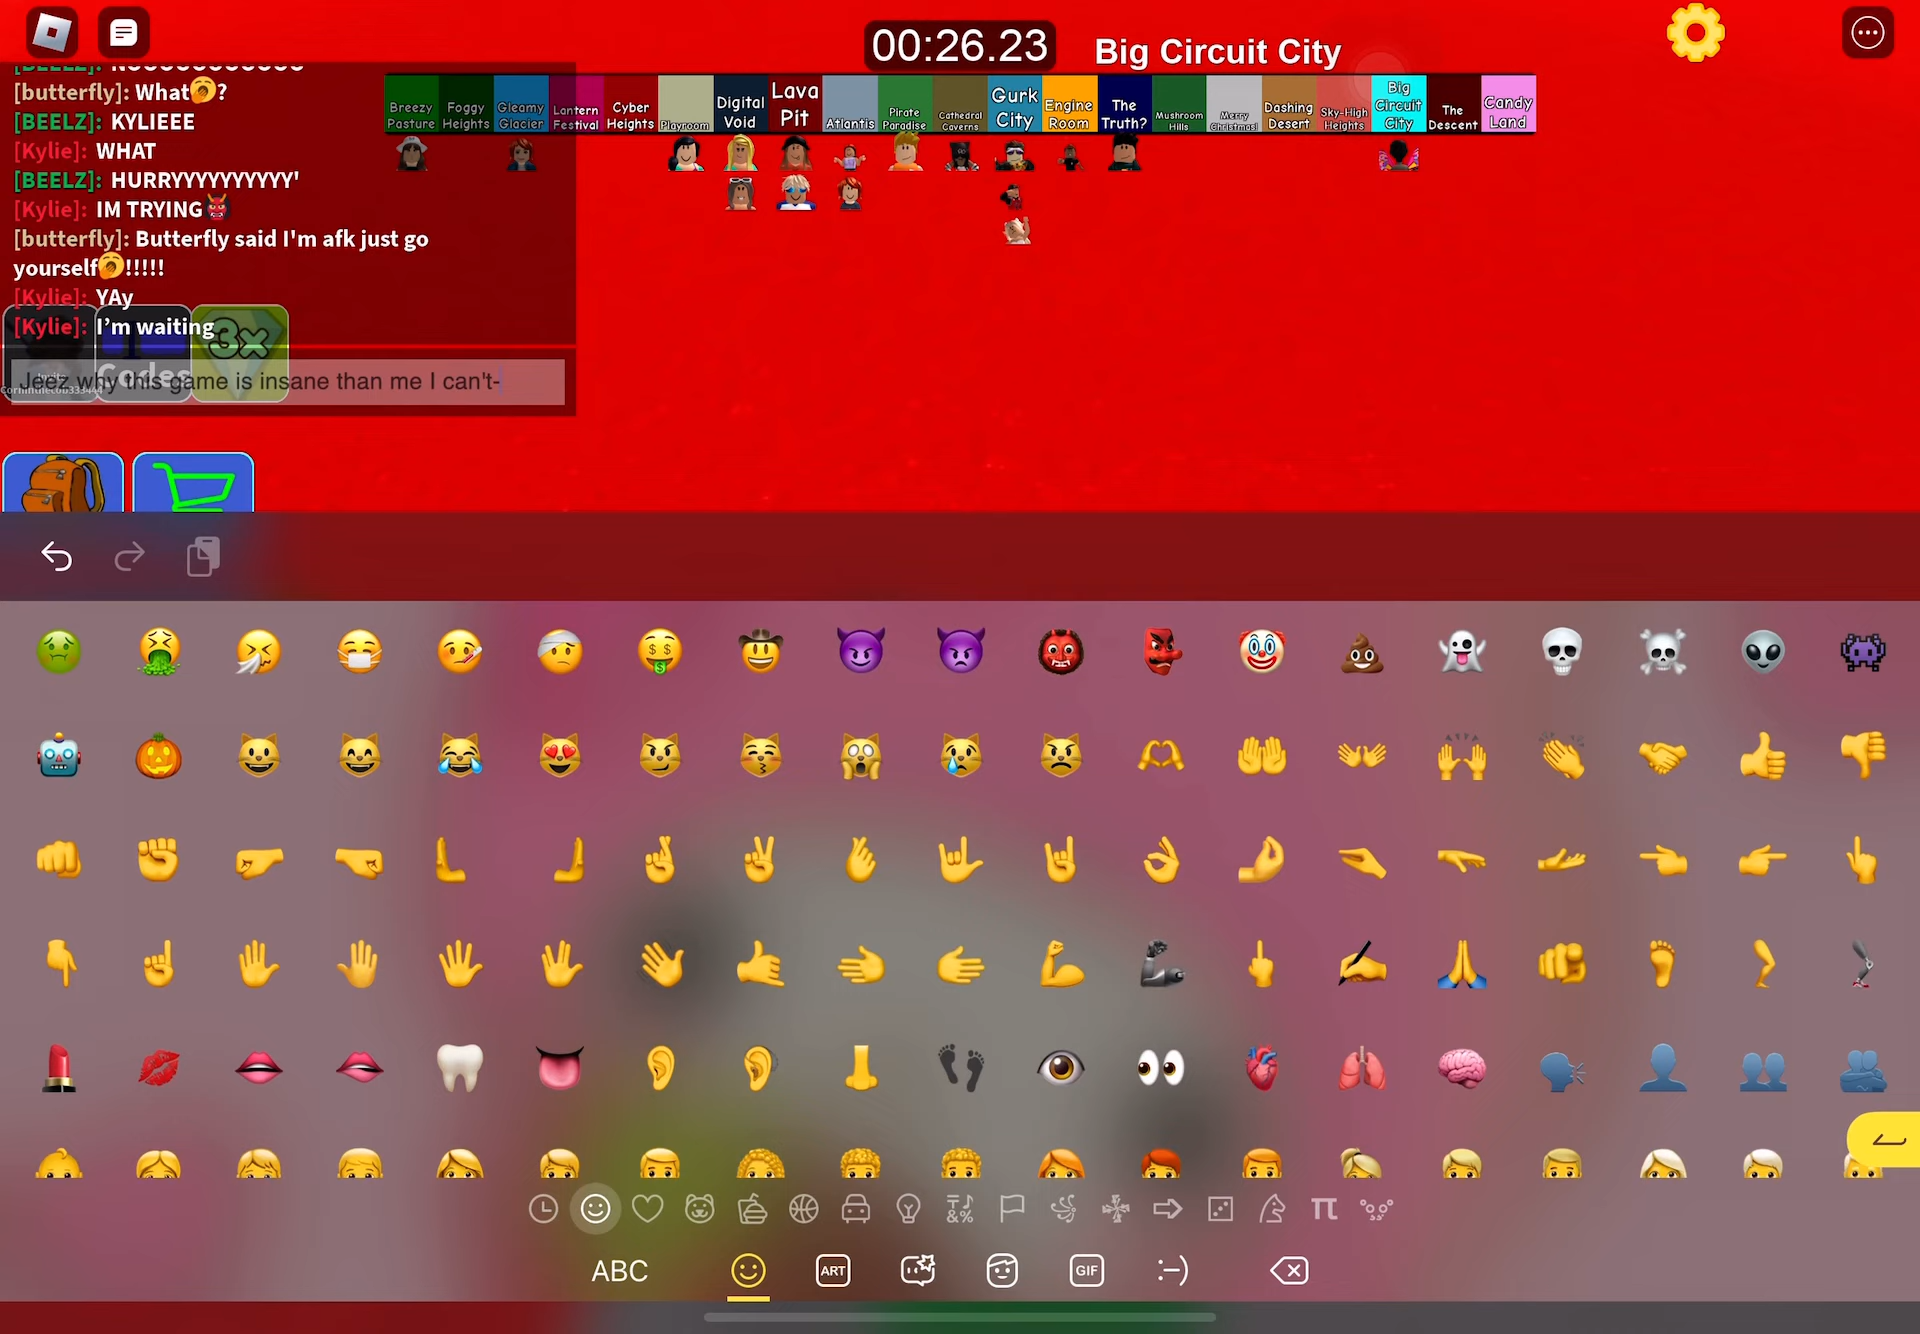 00:26.23
Big Circuit City
[butterfly]: What🥱?
[BEELZ]: KYLIEEE
[Kylie]: WHAT
[BEELZ]: HURRYYYYYYYYYY'
[Kylie]: IM TRYING👹
[butterfly]: Butterfly said I'm afk just go
yourself🥱!!!!!
[Kylie]: YAy
[Kylie]: I'm waiting
Breezy Pasture
Foggy Heights
Gleamy Glacier
Lantern Festival
Cyber Heights
Playroom
Digital Void
Lava Pit
Atlantis
Pirate Paradise
Cathedral Caverns
Gurk City
Engine Room
The Truth?
Mushroom Hills
Merry Christmas!
Dashing Desert
Sky-High Heights
Big Circuit City
The Descent
Candy Land
3x
Codes
Invite
Jeez why this game is insane than me I can't-
ABC
ART
GIF
:-)